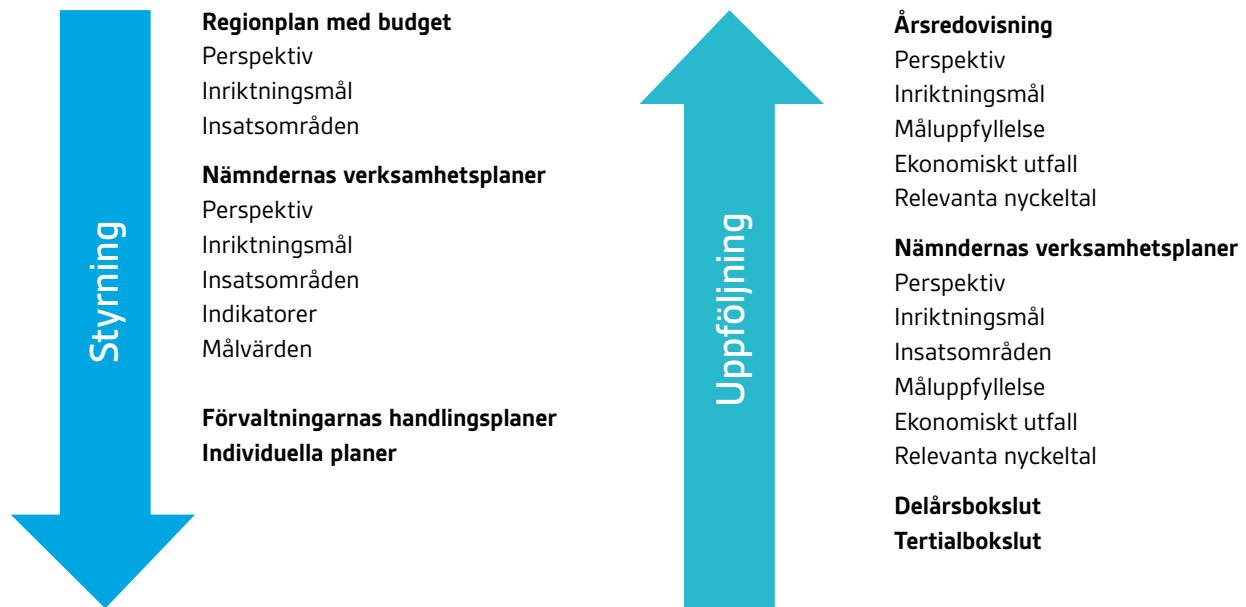 Styrning
Regionplan med budget
Perspektiv
Inriktningsmål
Insatsområden
Nämndernas verksamhetsplaner
Perspektiv
Inriktningsmål
Insatsområden
Indikatorer
Målvärden
Förvaltningarnas handlingsplaner
Individuella planer
Uppföljning
Årsredovisning
Perspektiv
Inriktningsmål
Måluppfyllelse
Ekonomiskt utfall
Relevanta nyckeltal
Nämndernas verksamhetsplaner
Perspektiv
Inriktningsmål
Insatsområden
Måluppfyllelse
Ekonomiskt utfall
Relevanta nyckeltal
Delårsbokslut
Tertialbokslut